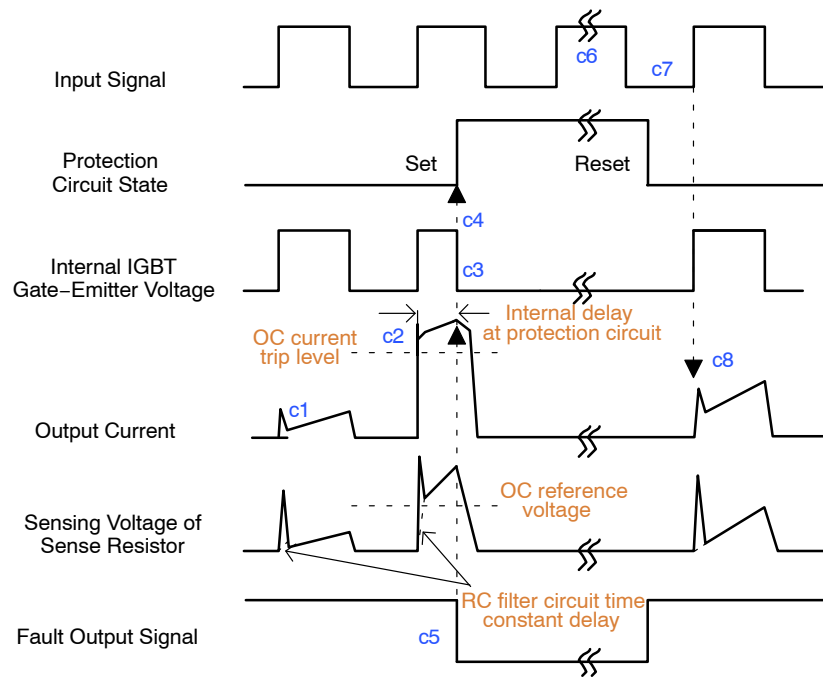 c6
c7
Input Signal
Protection
Circuit State
Set
Reset
c4
Internal IGBT
Gate−Emitter Voltage
c3
OC current
trip level
c2
Internal delay
at protection circuit
c8
c1
Output Current
OC reference
voltage
Sensing Voltage of
Sense Resistor
RC filter circuit time
constant delay
Fault Output Signal
c5